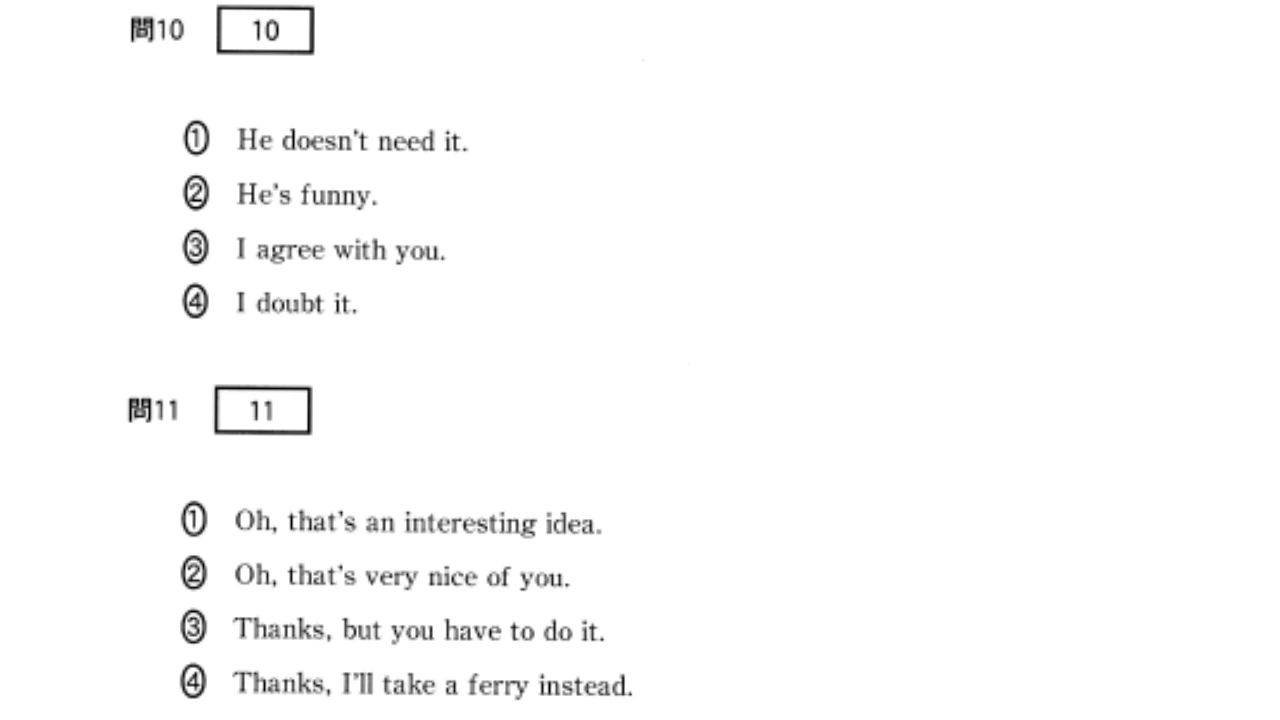 問10 10
① He doesn't need it.
② He's funny.
③ I agree with you.
④ I doubt it.
問11 11
① Oh, that's an interesting idea.
② Oh, that's very nice of you.
③ Thanks, but you have to do it.
④ Thanks, I'll take a ferry instead.